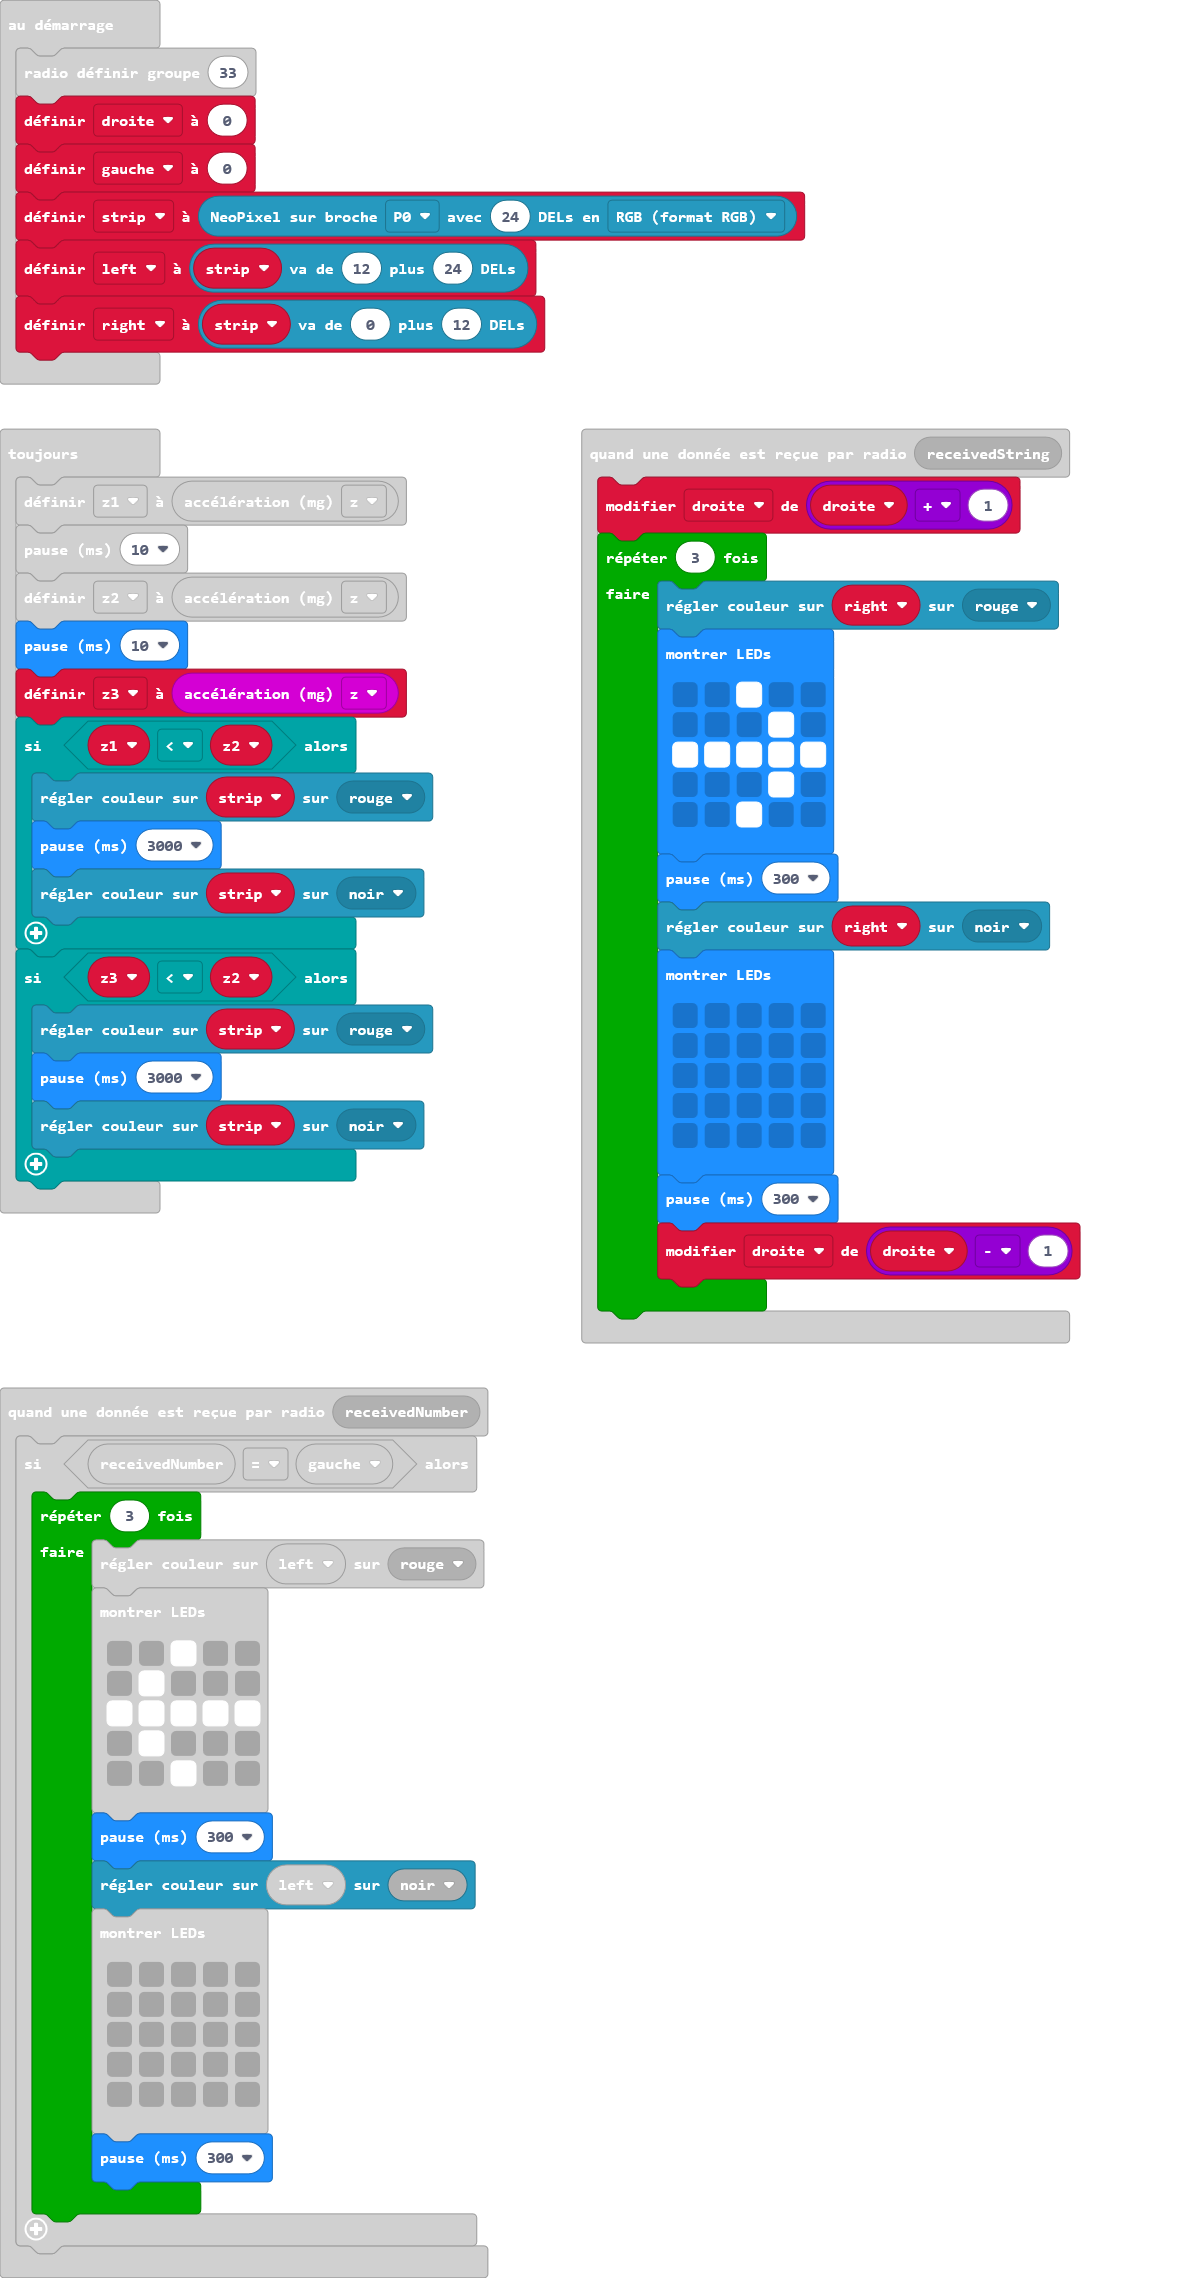 au démarrage
radio définir groupe 33
définir droite à 0
définir gauche à 0
définir strip à NeoPixel sur broche P0 avec 24 DELs en RGB (format RGB)
définir left à strip va de 12 plus 24 DELs
définir right à strip va de 0 plus 12 DELs
toujours
définir z1 à accélération (mg) z
pause (ms) 10
définir z2 à accélération (mg) z
pause (ms) 10
définir z3 à accélération (mg) z
si z1 < z2 alors
régler couleur sur strip sur rouge
pause (ms) 3000
régler couleur sur strip sur noir
si z3 < z2 alors
régler couleur sur strip sur rouge
pause (ms) 3000
régler couleur sur strip sur noir
quand une donnée est reçue par radio receivedString
modifier droite de droite + 1
répéter 3 fois
faire régler couleur sur right sur rouge
montrer LEDs
pause (ms) 300
régler couleur sur right sur noir
montrer LEDs
pause (ms) 300
modifier droite de droite - 1
quand une donnée est reçue par radio receivedNumber
si receivedNumber = gauche alors
répéter 3 fois
faire régler couleur sur left sur rouge
montrer LEDs
pause (ms) 300
régler couleur sur left sur noir
montrer LEDs
pause (ms) 300